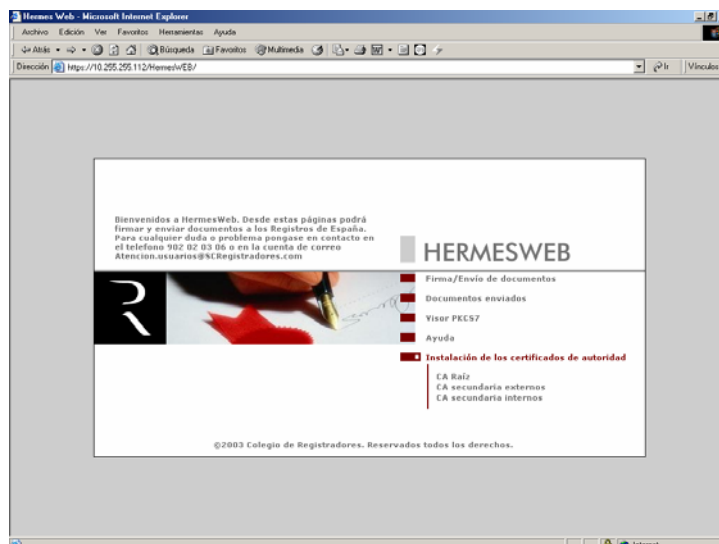 Hermes Web - Microsoft Internet Explorer
Archivo Edición Ver Favoritos Herramientas Ayuda
Atrás Búsqueda Favoritos Multimedia
Dirección https://10.255.255.112/HermesWEB/ Ir Vínculos
Bienvenidos a HermesWeb. Desde estas páginas podrá
firmar y enviar documentos a los Registros de España.
Para cualquier duda o problema pongase en contacto en
el telefono 902 02 03 06 o en la cuenta de correo
Atencion.usuarios@SCRegistradores.com
HERMESWEB
Firma/Envío de documentos
Documentos enviados
Visor PKCS7
Ayuda
Instalación de los certificados de autoridad
CA Raíz
CA secundaria externos
CA secundaria internos
©2003 Colegio de Registradores. Reservados todos los derechos.
Internet